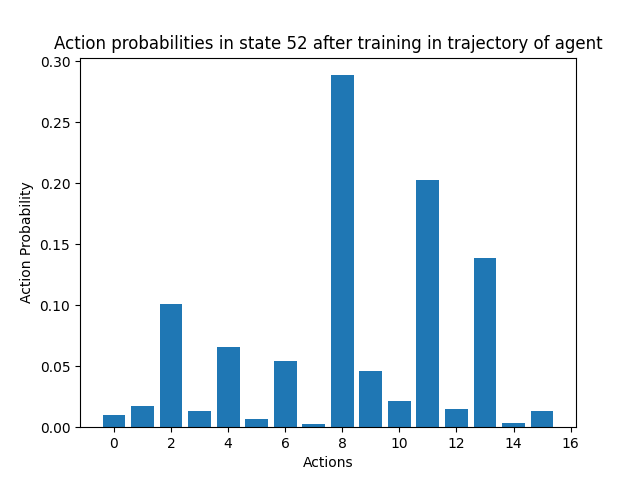 Action probabilities in state 52 after training in trajectory of agent
0.30
0.25
0.20
0.15
0.10
0.05
0.00
Action Probability
0 2 4 6 8 10 12 14 16
Actions